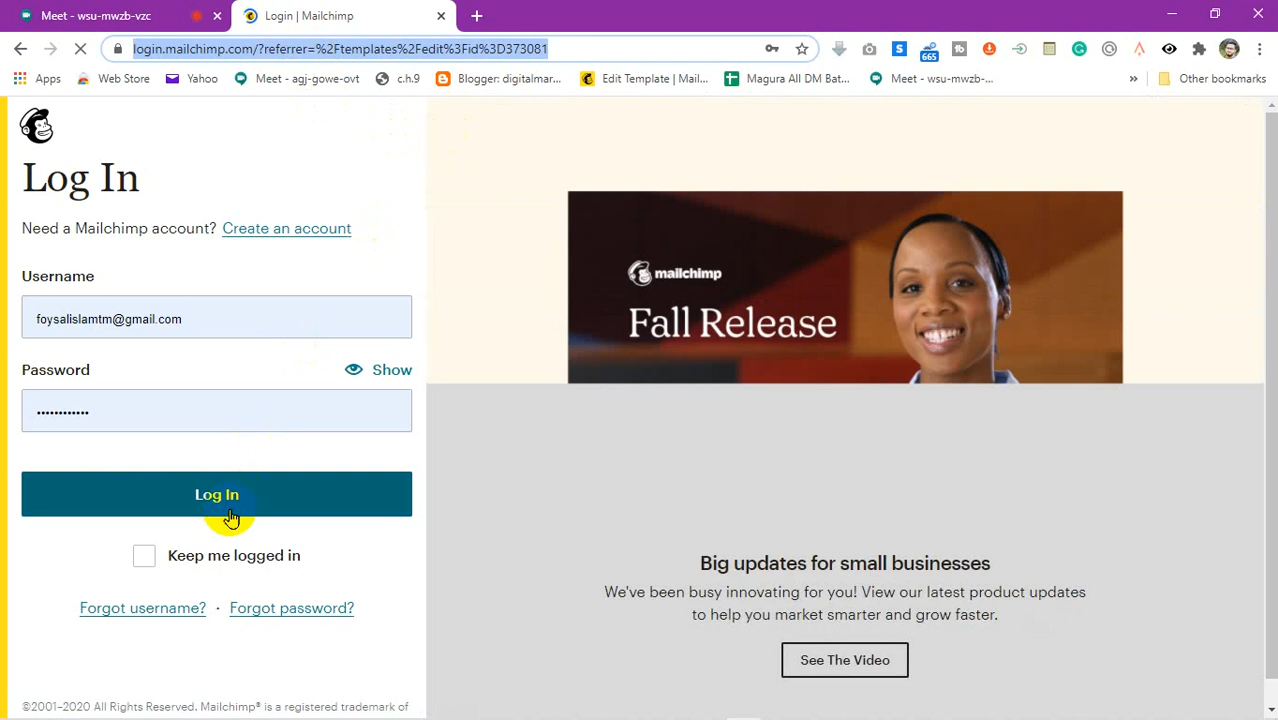 Meet - wsu-mwzb-vzc
Login | Mailchimp
login.mailchimp.com/?referrer=%2Ftemplates%2Fedit%3Fid%3D373081
665
Apps
Web Store
Yahoo
Meet - agj-gowe-ovt
c.h.9
Blogger: digitalmar...
Edit Template | Mail...
Magura All DM Bat...
Meet - wsu-mwzb-...
»
Other bookmarks
Log In
Need a Mailchimp account? Create an account
Username
foysalislamtm@gmail.com
Password
Show
••••••••••••
Log In
Keep me logged in
Forgot username? · Forgot password?
©2001–2020 All Rights Reserved. Mailchimp® is a registered trademark of
mailchimp
Fall Release
Big updates for small businesses
We've been busy innovating for you! View our latest product updates
to help you market smarter and grow faster.
See The Video